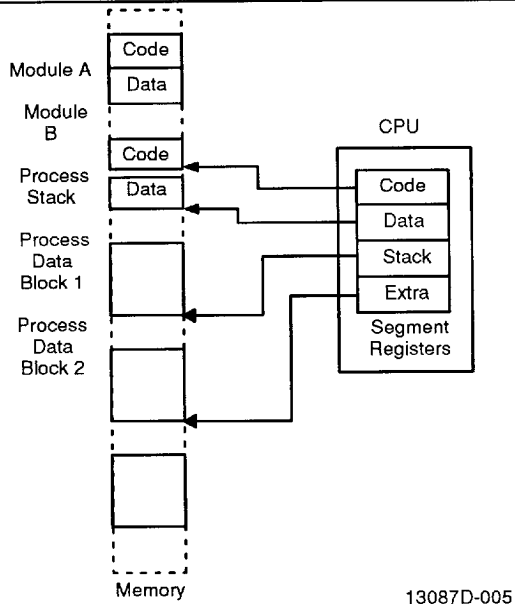 Module A
Code
Data
Module
B
Code
Process
Stack
Data
Process
Data
Block 1
Process
Data
Block 2
Memory
CPU
Code
Data
Stack
Extra
Segment
Registers
13087D-005